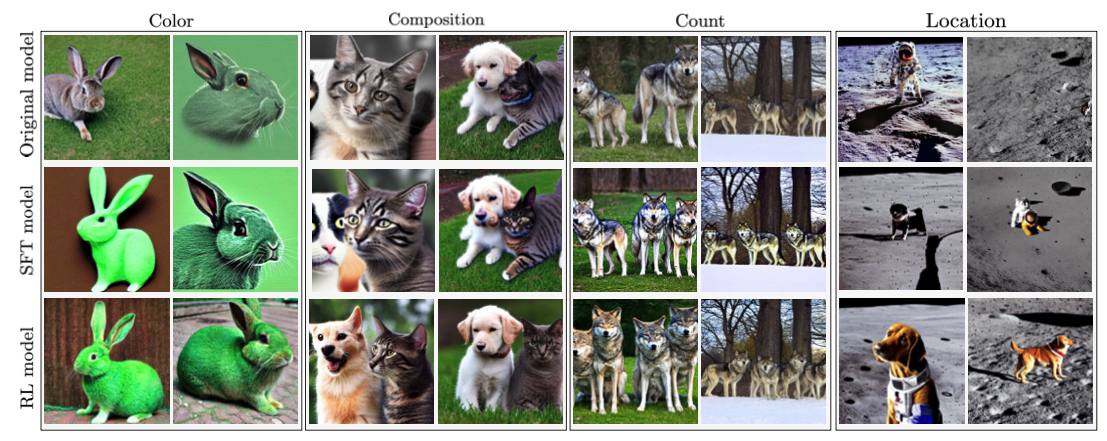 Color
Composition
Count
Location
Original model
SFT model
RL model